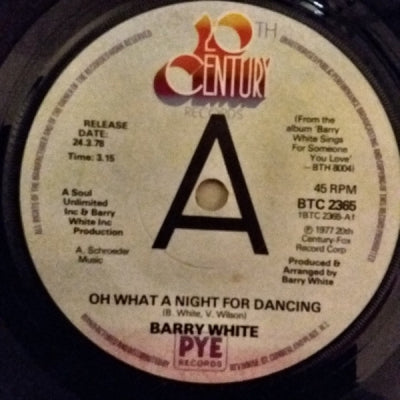 20TH
CENTURY
RECORDS
RELEASE
DATE:
24.3.78
Time: 3.15
A Soul
Unlimited
Inc & Barry
White Inc
Production
A. Schroeder
Music
A
(From the
album 'Barry
White Sings
For Someone
You Love'
– BTH 8004)
45 RPM
BTC 2365
1BTC 2365-A1
℗ 1977 20th
Century-Fox
Record Corp
Produced &
Arranged by
Barry White
OH WHAT A NIGHT FOR DANCING
(B. White, V. Wilson)
BARRY WHITE
PYE
RECORDS